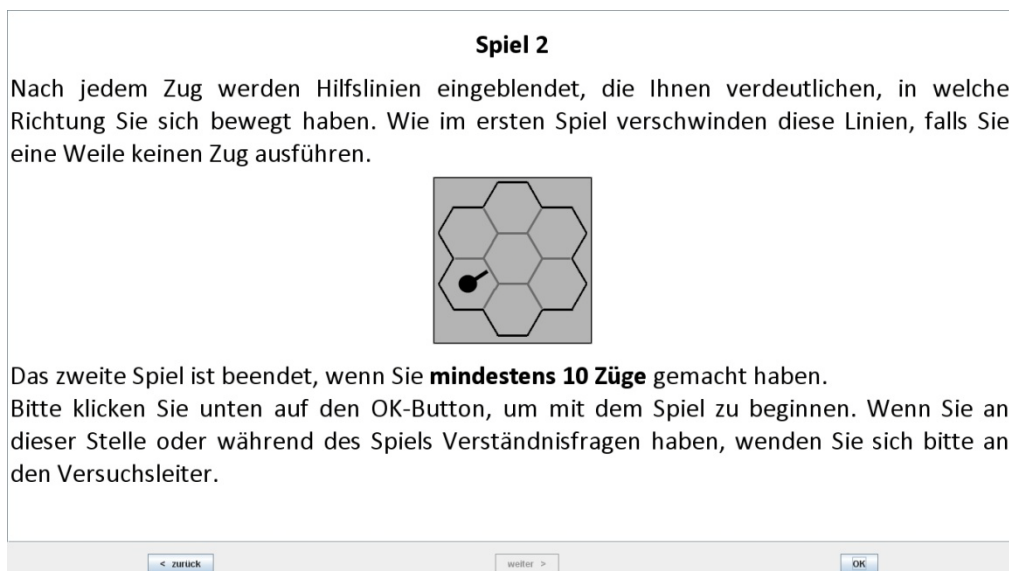 Spiel 2
Nach jedem Zug werden Hilfslinien eingeblendet, die Ihnen verdeutlichen, in welche
Richtung Sie sich bewegt haben. Wie im ersten Spiel verschwinden diese Linien, falls Sie
eine Weile keinen Zug ausführen.
Das zweite Spiel ist beendet, wenn Sie mindestens 10 Züge gemacht haben.
Bitte klicken Sie unten auf den OK-Button, um mit dem Spiel zu beginnen. Wenn Sie an
dieser Stelle oder während des Spiels Verständnisfragen haben, wenden Sie sich bitte an
den Versuchsleiter.
< zurück
weiter >
OK